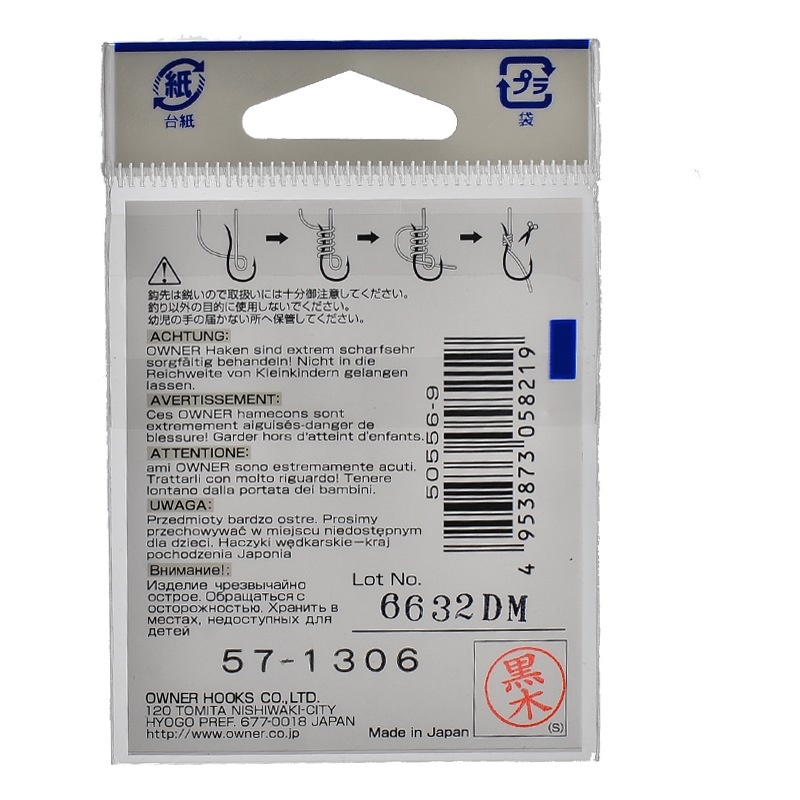 紙
台紙
プラ
袋
鈎先は鋭いので取扱いには十分御注意してください。
釣り以外の目的に使用しないでください。
幼児の手の届かない所へ保管してください。
ACHTUNG:
OWNER Haken sind extrem scharfsehr
sorgfältig behandeln! Nicht in die
Reichweite von Kleinkindern gelangen
lassen.
AVERTISSEMENT:
Ces OWNER hamecons sont
extremement aiguisés-danger de
blessure! Garder hors d'atteint d'enfants.
ATTENTIONE:
ami OWNER sono estremamente acuti.
Trattarli con molto riguardo! Tenere
lontano dalla portata dei bambini.
UWAGA:
Przedmioty bardzo ostre. Prosimy
przechowywać w miejscu niedostępnym
dla dzieci. Haczyki wędkarskie–kraj
pochodzenia Japonia
Внимание!:
Изделие чрезвычайно
острое. Обращаться с
осторожностью. Хранить в
местах, недоступных для
детей
50556-9
4 953873 058219
Lot No.
6632DM
57-1306
OWNER HOOKS CO.,LTD.
120 TOMITA NISHIWAKI-CITY
HYOGO PREF. 677-0018 JAPAN
http://www.owner.co.jp
Made in Japan
黒木
(S)